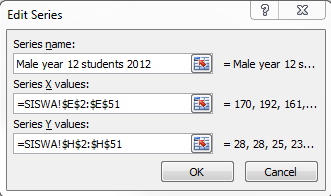 Edit Series
?
Series name:
Male year 12 students 2012 = Male year 12 s...
Series X values:
=SISWA!$E$2:$E$51 = 170, 192, 161,...
Series Y values:
=SISWA!$H$2:$H$51 = 28, 28, 25, 23...
OK Cancel